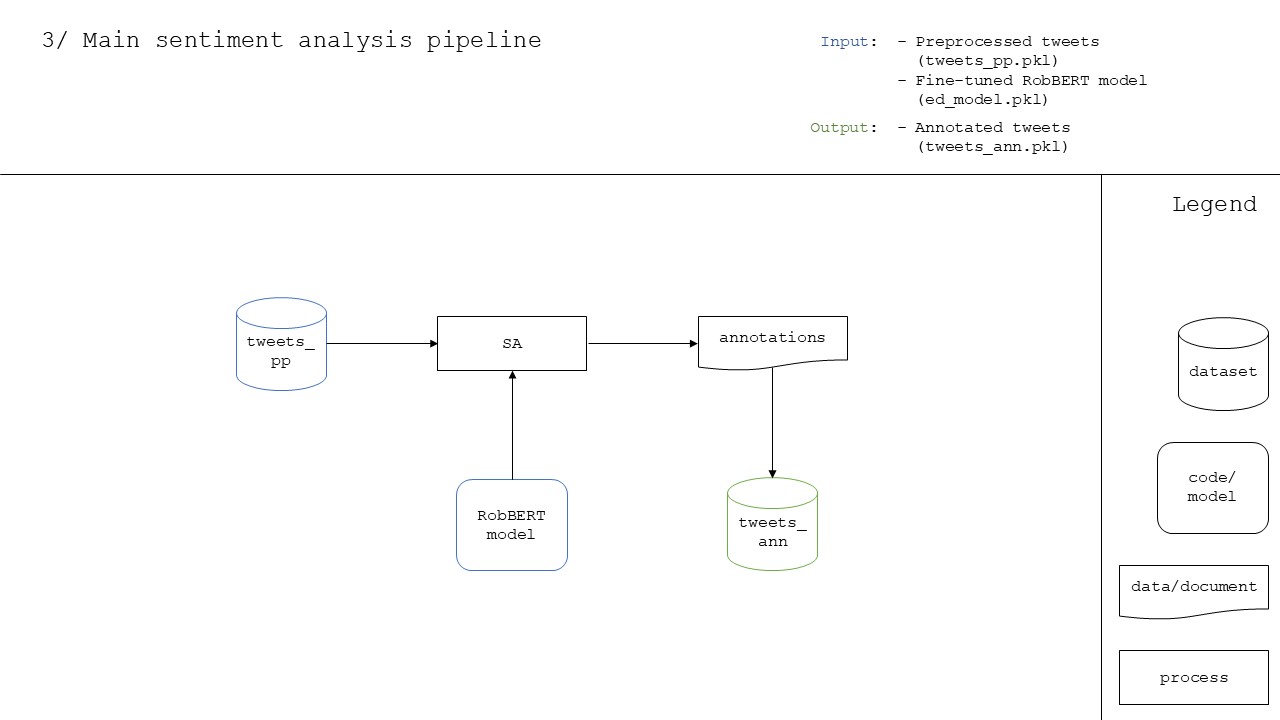 3/ Main sentiment analysis pipeline
Input: - Preprocessed tweets
(tweets_pp.pkl)
- Fine-tuned RobBERT model
(ed_model.pkl)
Output: - Annotated tweets
(tweets_ann.pkl)
Legend
tweets_
pp
SA
annotations
RobBERT
model
tweets_
ann
dataset
code/
model
data/document
process